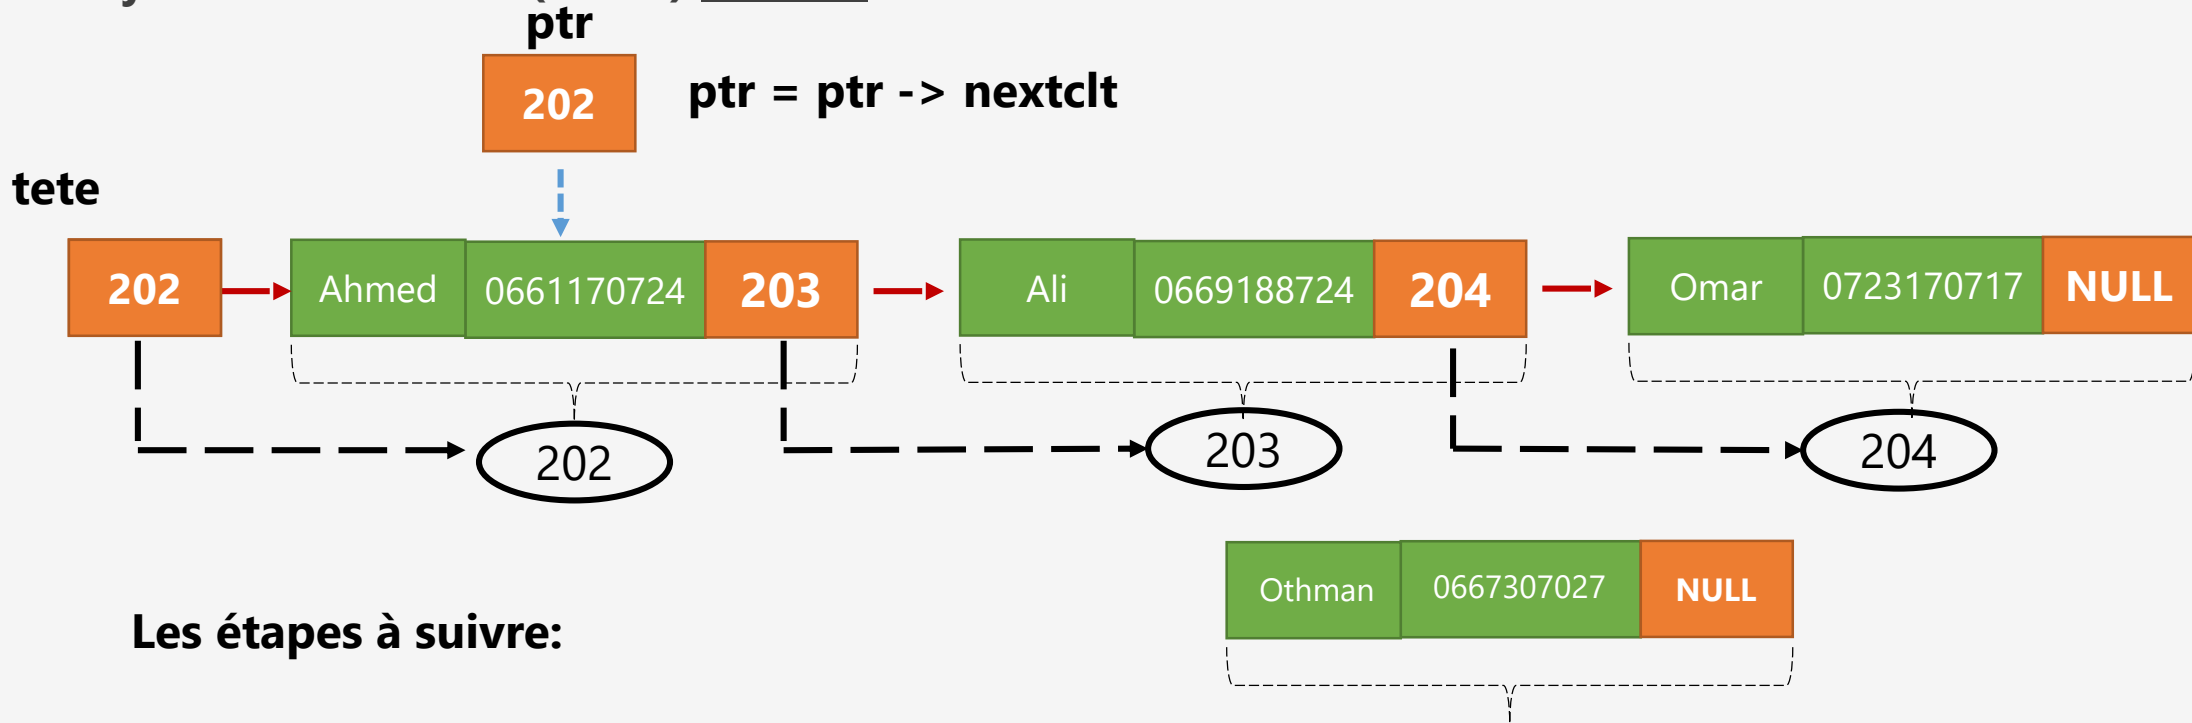 ptr
202
ptr = ptr -> nextclt
tete
202
Ahmed 0661170724 203
Ali 0669188724 204
Omar 0723170717 NULL
202
203
204
Othman 0667307027 NULL
Les étapes à suivre: